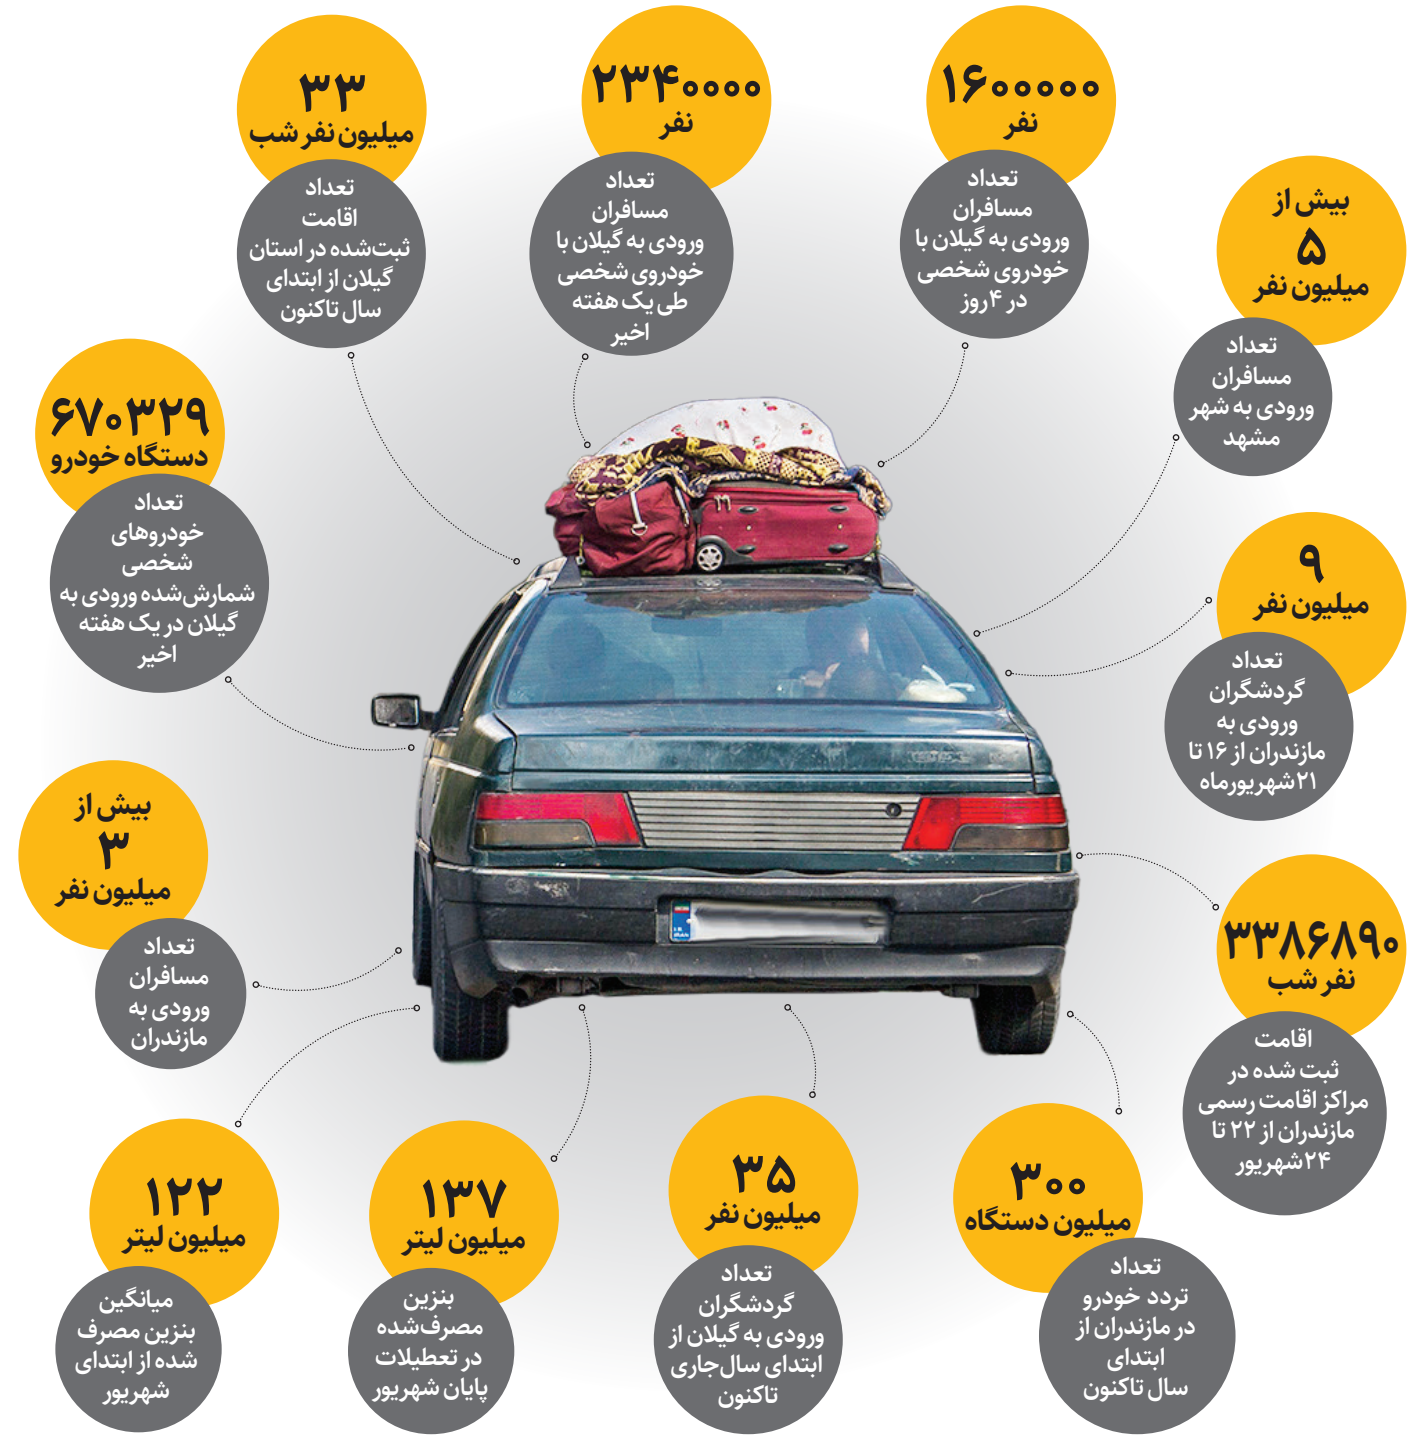 ۱۶۰۰۰۰۰
نفر
تعداد
مسافران
ورودی به گیلان با
خودروی شخصی
در ۴روز
۲۳۴۰۰۰۰
نفر
تعداد
مسافران
ورودی به گیلان با
خودروی شخصی
طی یک هفته
اخیر
۳۳
میلیون نفر شب
تعداد
اقامت
ثبت‌شده در استان
گیلان از ابتدای
سال تاکنون
بیش از
۵
میلیون نفر
تعداد
مسافران
ورودی به شهر
مشهد
۶۷۰۳۲۹
دستگاه خودرو
تعداد
خودروهای
شخصی
شمارش‌شده ورودی به
گیلان در یک هفته
اخیر
۹
میلیون نفر
تعداد
گردشگران
ورودی به
مازندران از ۱۶ تا
۲۱شهریورماه
بیش از
۳
میلیون نفر
تعداد
مسافران
ورودی به
مازندران
۳۳۸۶۸۹۰
نفر شب
اقامت
ثبت شده در
مراکز اقامت رسمی
مازندران از ۲۲ تا
۲۴شهریور
۳۰۰
میلیون دستگاه
تعداد
تردد خودرو
در مازندران از
ابتدای
سال تاکنون
۳۵
میلیون نفر
تعداد
گردشگران
ورودی به گیلان از
ابتدای سال‌جاری
تاکنون
۱۳۷
میلیون لیتر
بنزین
مصرف‌شده
در تعطیلات
پایان شهریور
۱۲۲
میلیون لیتر
میانگین
بنزین مصرف
شده از ابتدای
شهریور